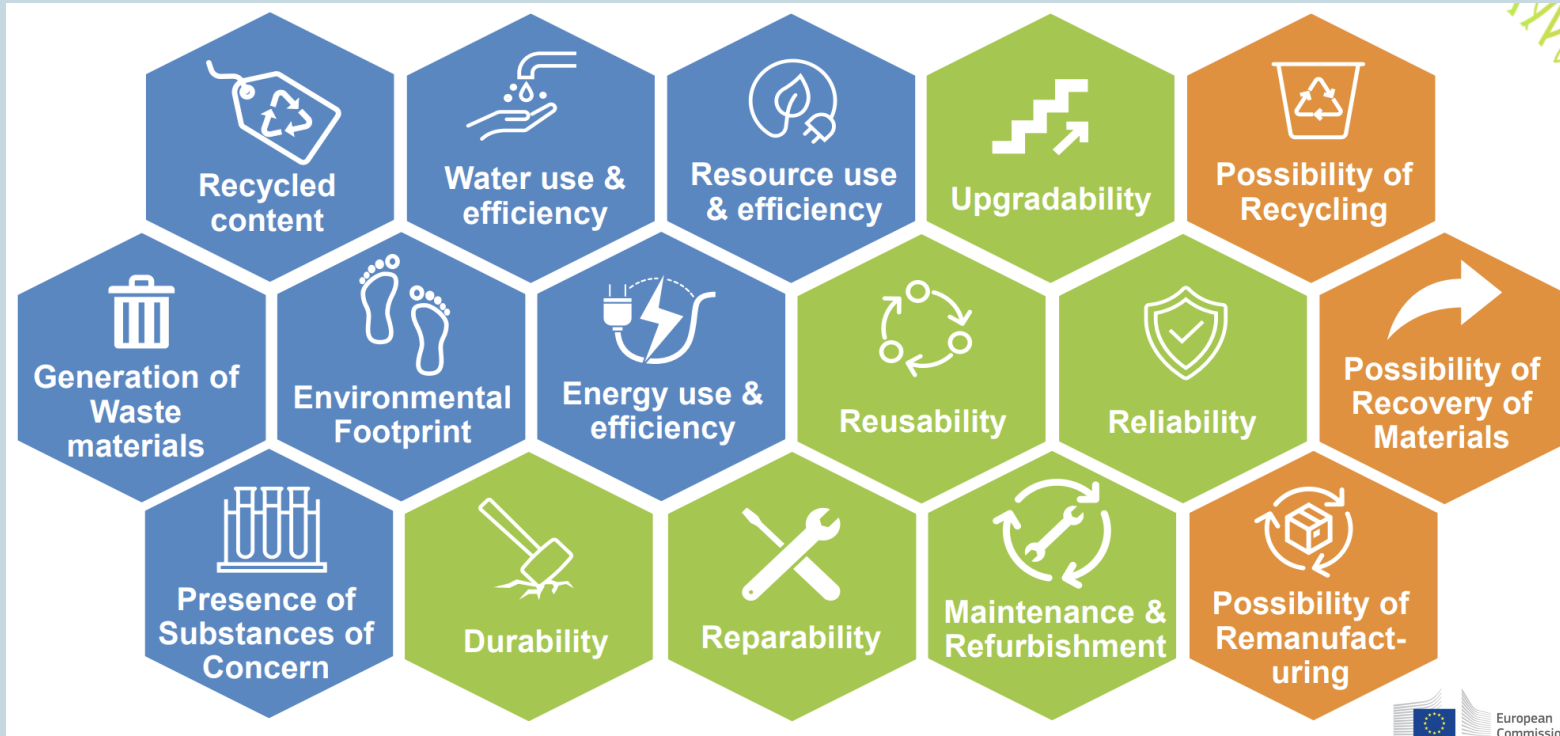 Recycled
content
Water use &
efficiency
Resource use
& efficiency
Upgradability
Possibility of
Recycling
Generation of
Waste
materials
Environmental
Footprint
Energy use &
efficiency
Reusability
Reliability
Possibility of
Recovery of
Materials
Presence of
Substances of
Concern
Durability
Reparability
Maintenance &
Refurbishment
Possibility of
Remanufact-
uring
European
Commission